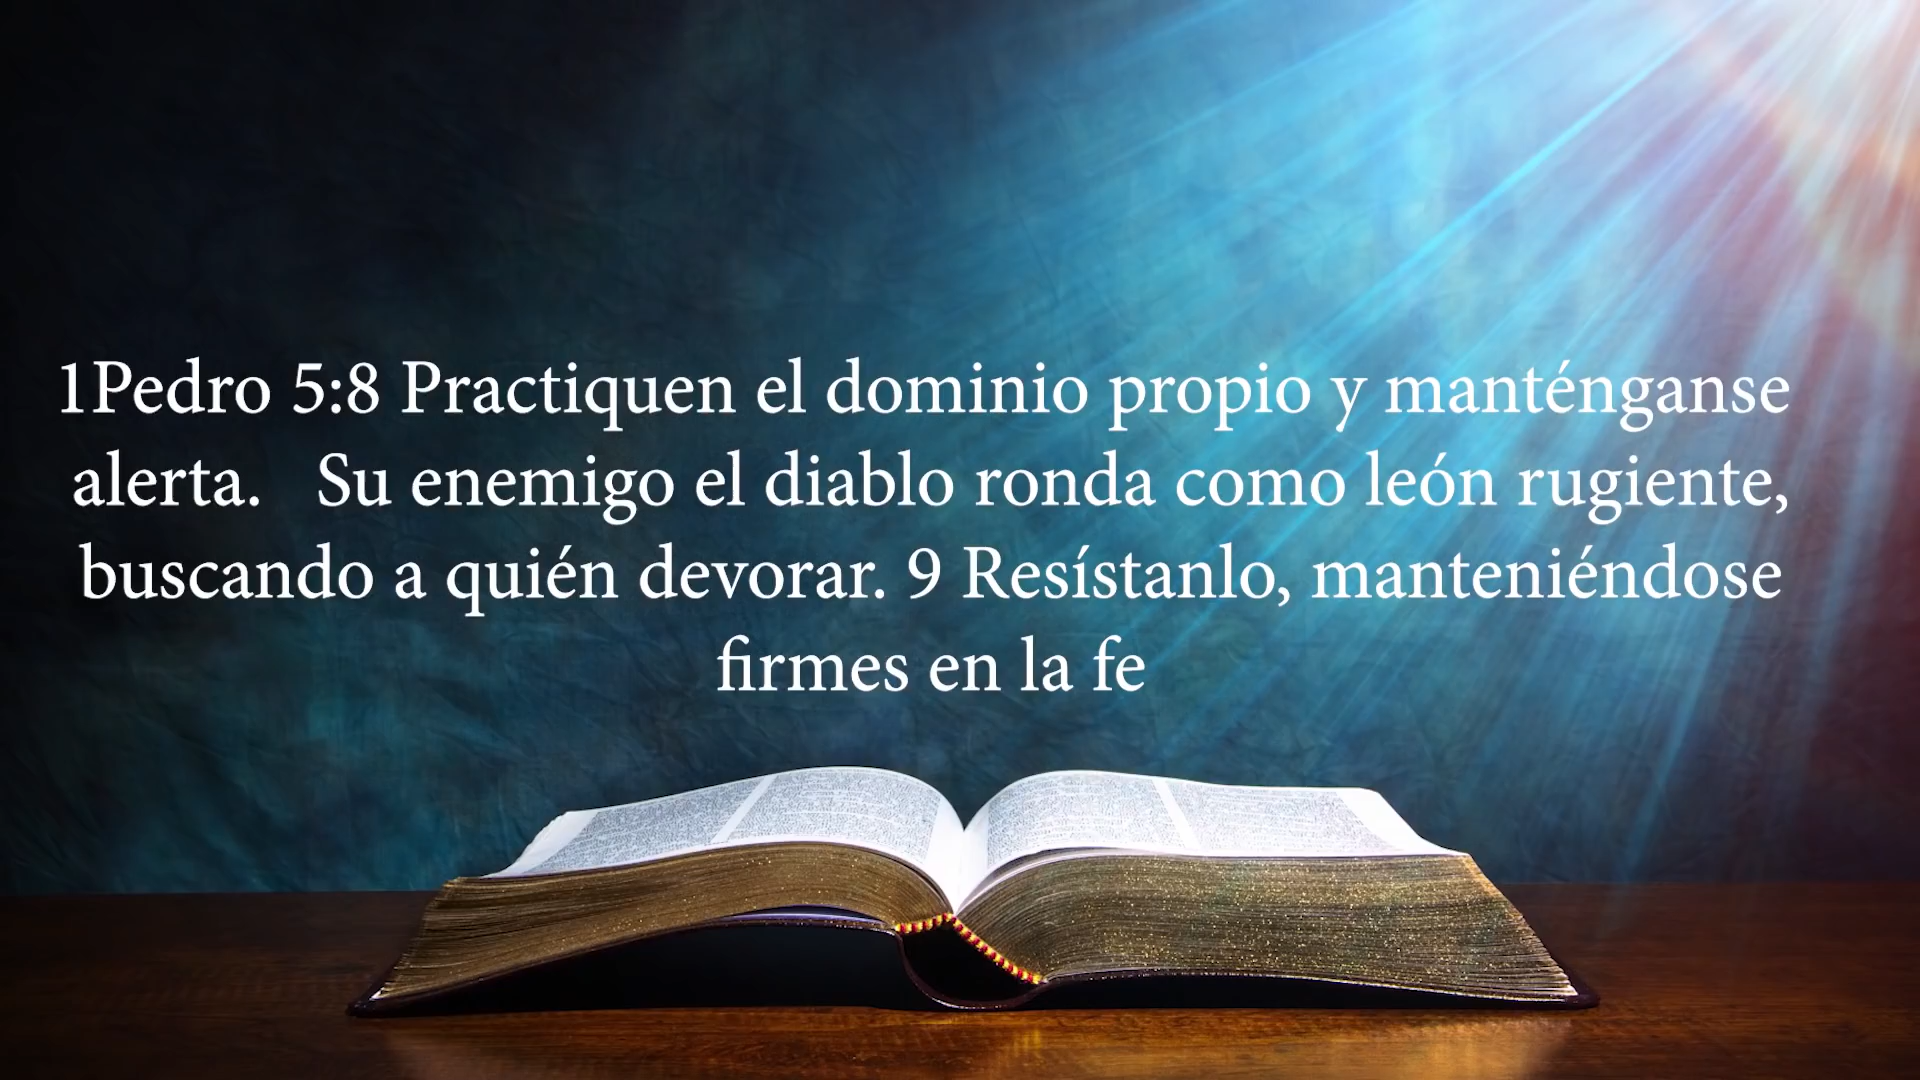 1Pedro 5:8 Practiquen el dominio propio y manténganse
alerta.   Su enemigo el diablo ronda como león rugiente,
buscando a quién devorar. 9 Resístanlo, manteniéndose
firmes en la fe